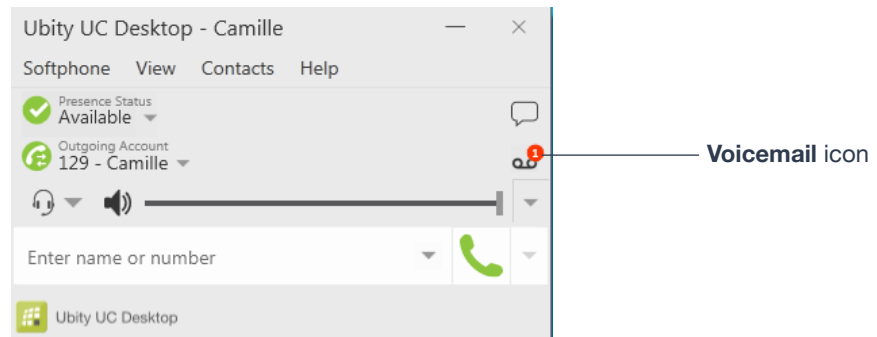 Ubity UC Desktop - Camille
Softphone View Contacts Help
Presence Status
Available
Outgoing Account
129 - Camille
1
Voicemail icon
Enter name or number
Ubity UC Desktop